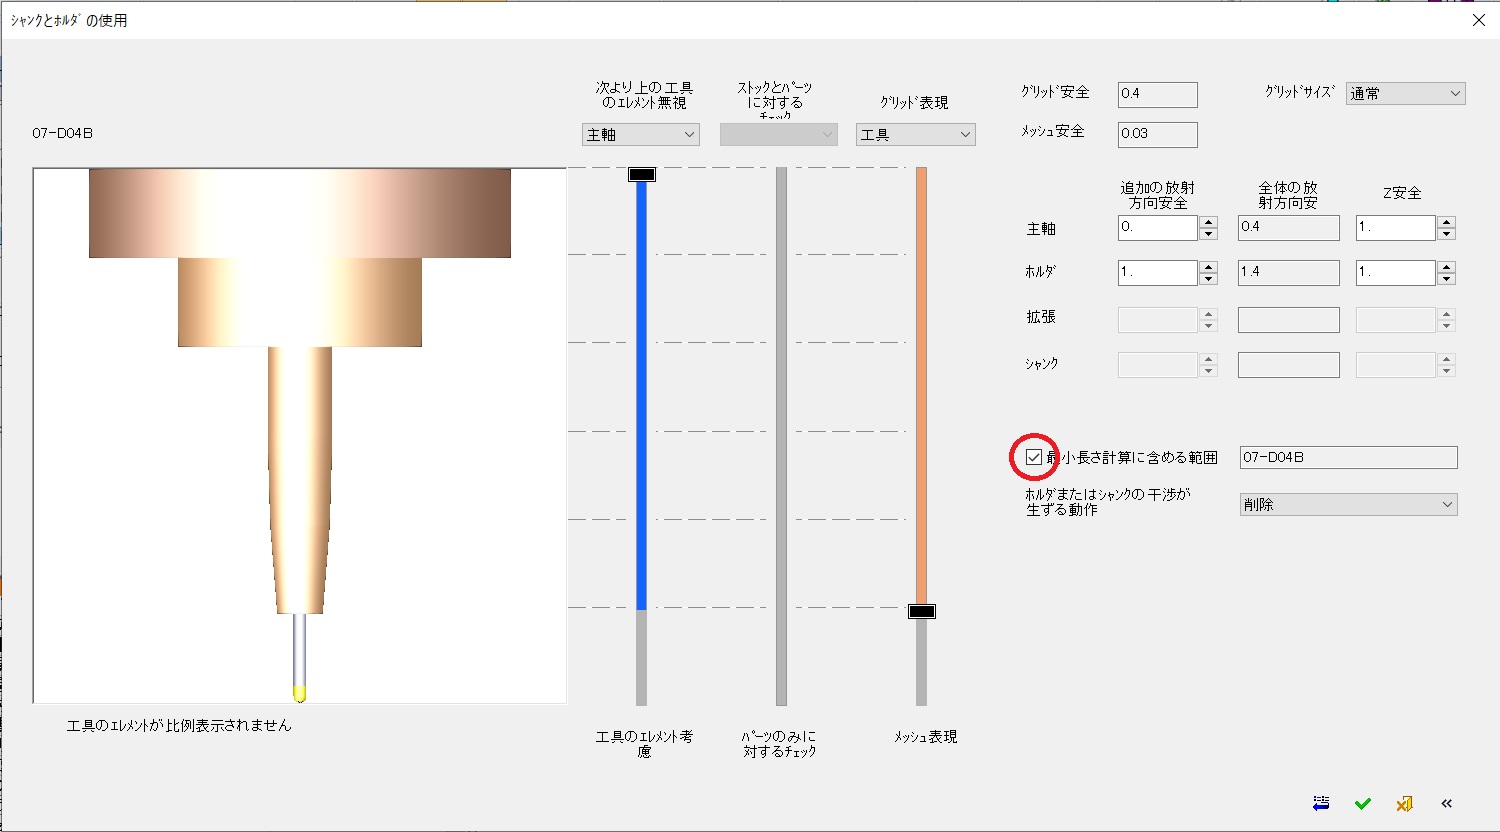 シャンクとホルダの使用
07-D04B
次より上の工具
のエレメント無視
主軸
ストックとパーツ
に対する
チェック
グリッド表現
工具
グリッド安全
0.4
グリッドサイズ
通常
メッシュ安全
0.03
追加の放射
方向安全
全体の放
射方向安
Z安全
主軸
0.
0.4
1.
ホルダ
1.
1.4
1.
拡張
シャンク
最小長さ計算に含める範囲
07-D04B
ホルダまたはシャンクの干渉が
生ずる動作
削除
工具のエレメントが比例表示されません
工具のエレメント考
慮
パーツのみに
対するチェック
メッシュ表現